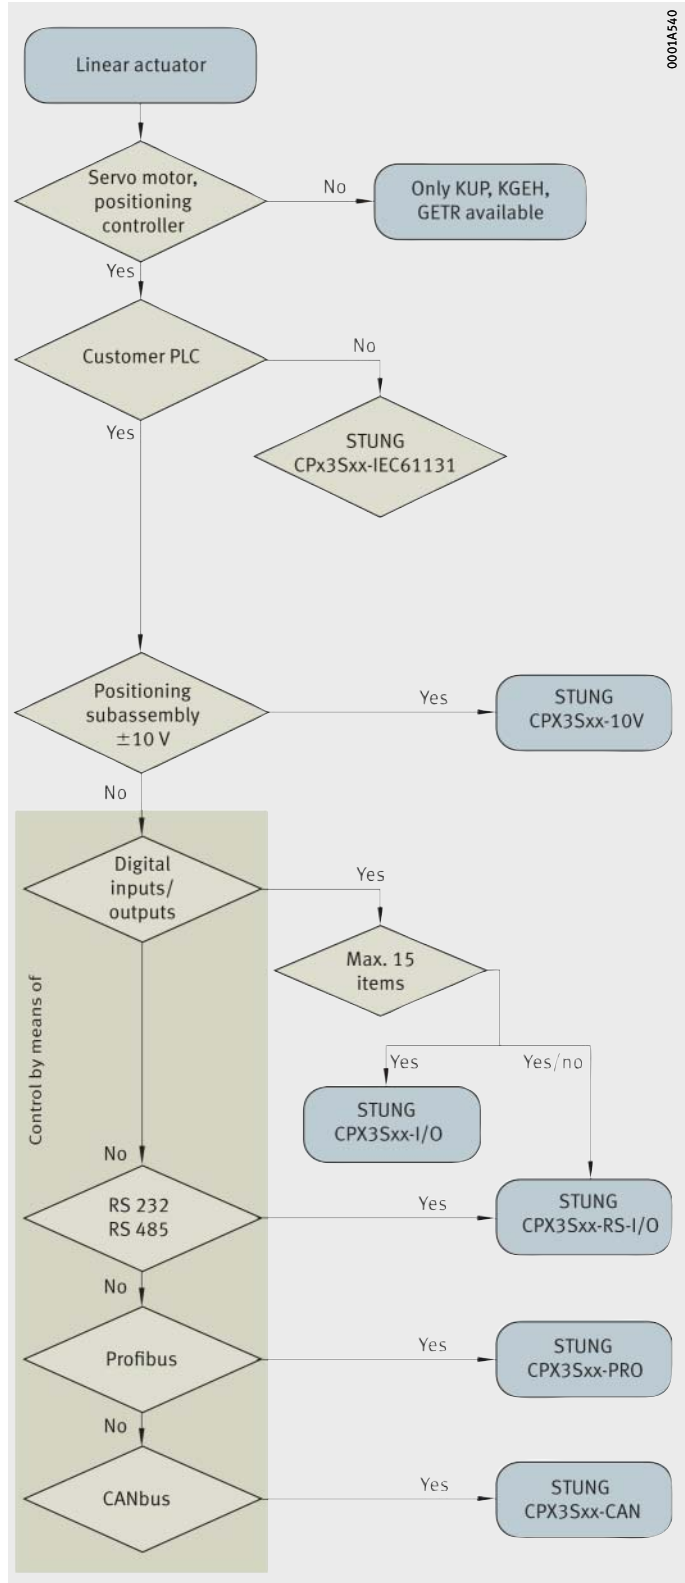 0001A540
Linear actuator
Servo motor,
positioning
controller
No
Only KUP, KGEH,
GETR available
Yes
Customer PLC
No
STUNG
CPx3Sxx-IEC61131
Yes
Positioning
subassembly
±10 V
Yes
STUNG
CPX3Sxx-10V
No
Control by means of
Digital
inputs/
outputs
Yes
Max. 15
items
Yes
Yes/no
STUNG
CPX3Sxx-I/O
No
RS 232
RS 485
Yes
STUNG
CPX3Sxx-RS-I/O
No
Profibus
Yes
STUNG
CPX3Sxx-PRO
No
CANbus
Yes
STUNG
CPX3Sxx-CAN